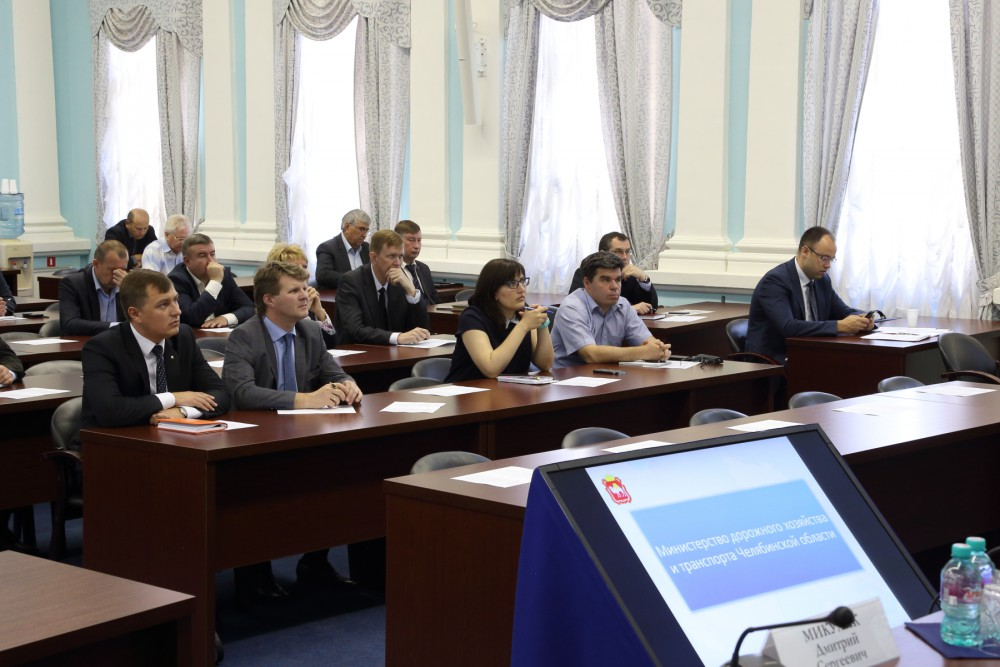 Министерство дорожного хозяйства
и транспорта Челябинской области
Дмитрий